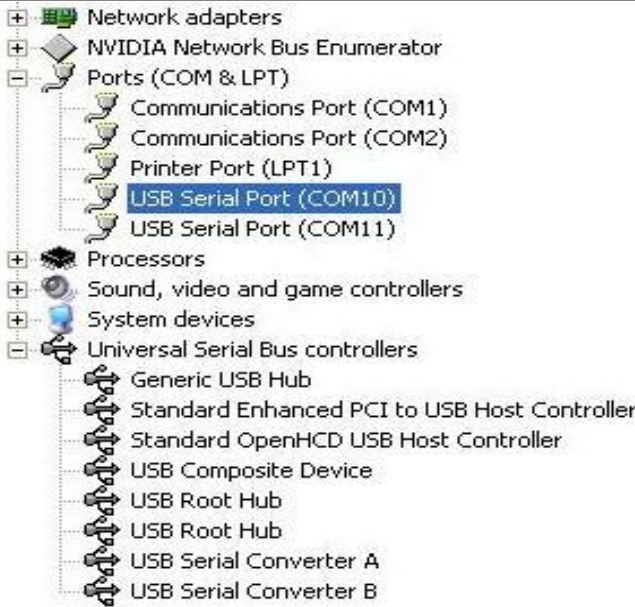 Network adapters
NVIDIA Network Bus Enumerator
Ports (COM & LPT)
Communications Port (COM1)
Communications Port (COM2)
Printer Port (LPT1)
USB Serial Port (COM10)
USB Serial Port (COM11)
Processors
Sound, video and game controllers
System devices
Universal Serial Bus controllers
Generic USB Hub
Standard Enhanced PCI to USB Host Controller
Standard OpenHCD USB Host Controller
USB Composite Device
USB Root Hub
USB Root Hub
USB Serial Converter A
USB Serial Converter B